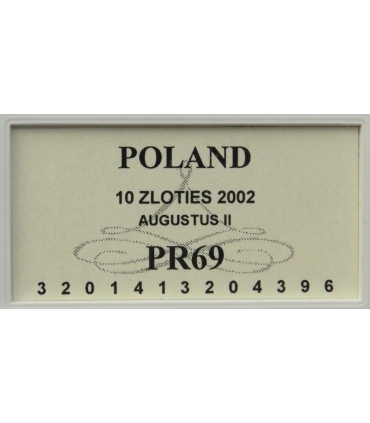 POLAND
10 ZLOTIES 2002
AUGUSTUS II
PR69
3 2 0 1 4 1 3 2 0 4 3 9 6